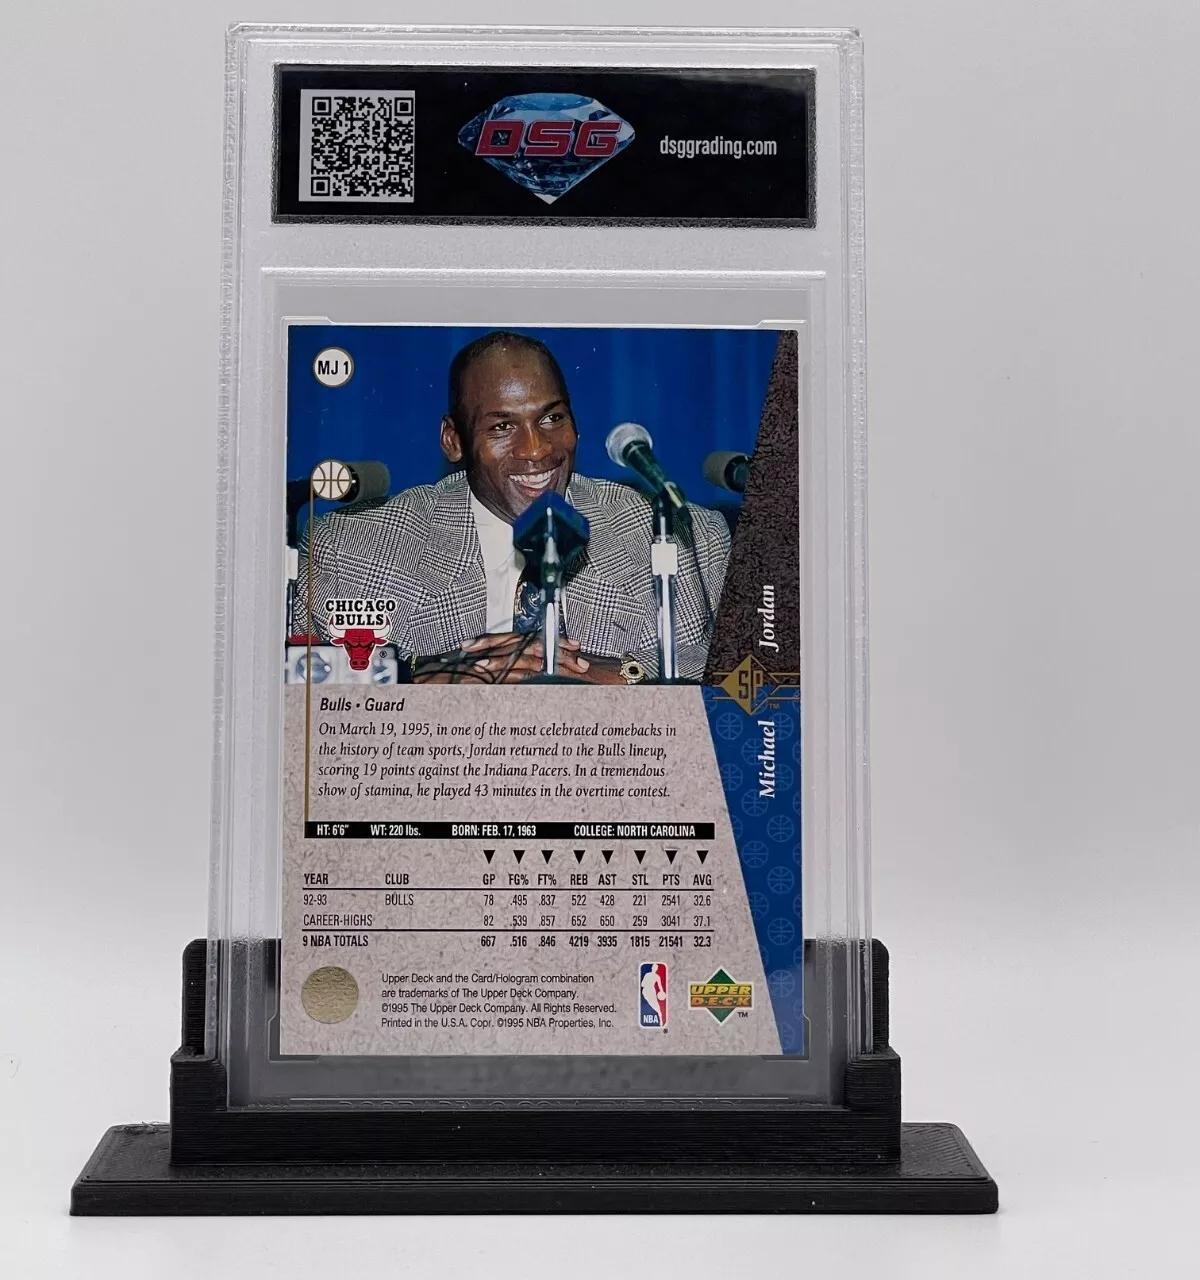 DSG
dsggrading.com
MJ 1
CHICAGO
BULLS
®
Michael Jordan
SP
TM
Bulls • Guard
On March 19, 1995, in one of the most celebrated comebacks in
the history of team sports, Jordan returned to the Bulls lineup,
scoring 19 points against the Indiana Pacers. In a tremendous
show of stamina, he played 43 minutes in the overtime contest.
HT: 6'6" WT: 220 lbs. BORN: FEB. 17, 1963 COLLEGE: NORTH CAROLINA
YEAR CLUB GP FG% FT% REB AST STL PTS AVG
92-93 BULLS 78 .495 .837 522 428 221 2541 32.6
CAREER-HIGHS 82 .539 .857 652 650 259 3041 37.1
9 NBA TOTALS 667 .516 .846 4219 3935 1815 21541 32.3
Upper Deck and the Card/Hologram combination
are trademarks of The Upper Deck Company.
©1995 The Upper Deck Company. All Rights Reserved.
Printed in the U.S.A. Copr. ©1995 NBA Properties, Inc.
NBA
®
UPPER
DECK
TM